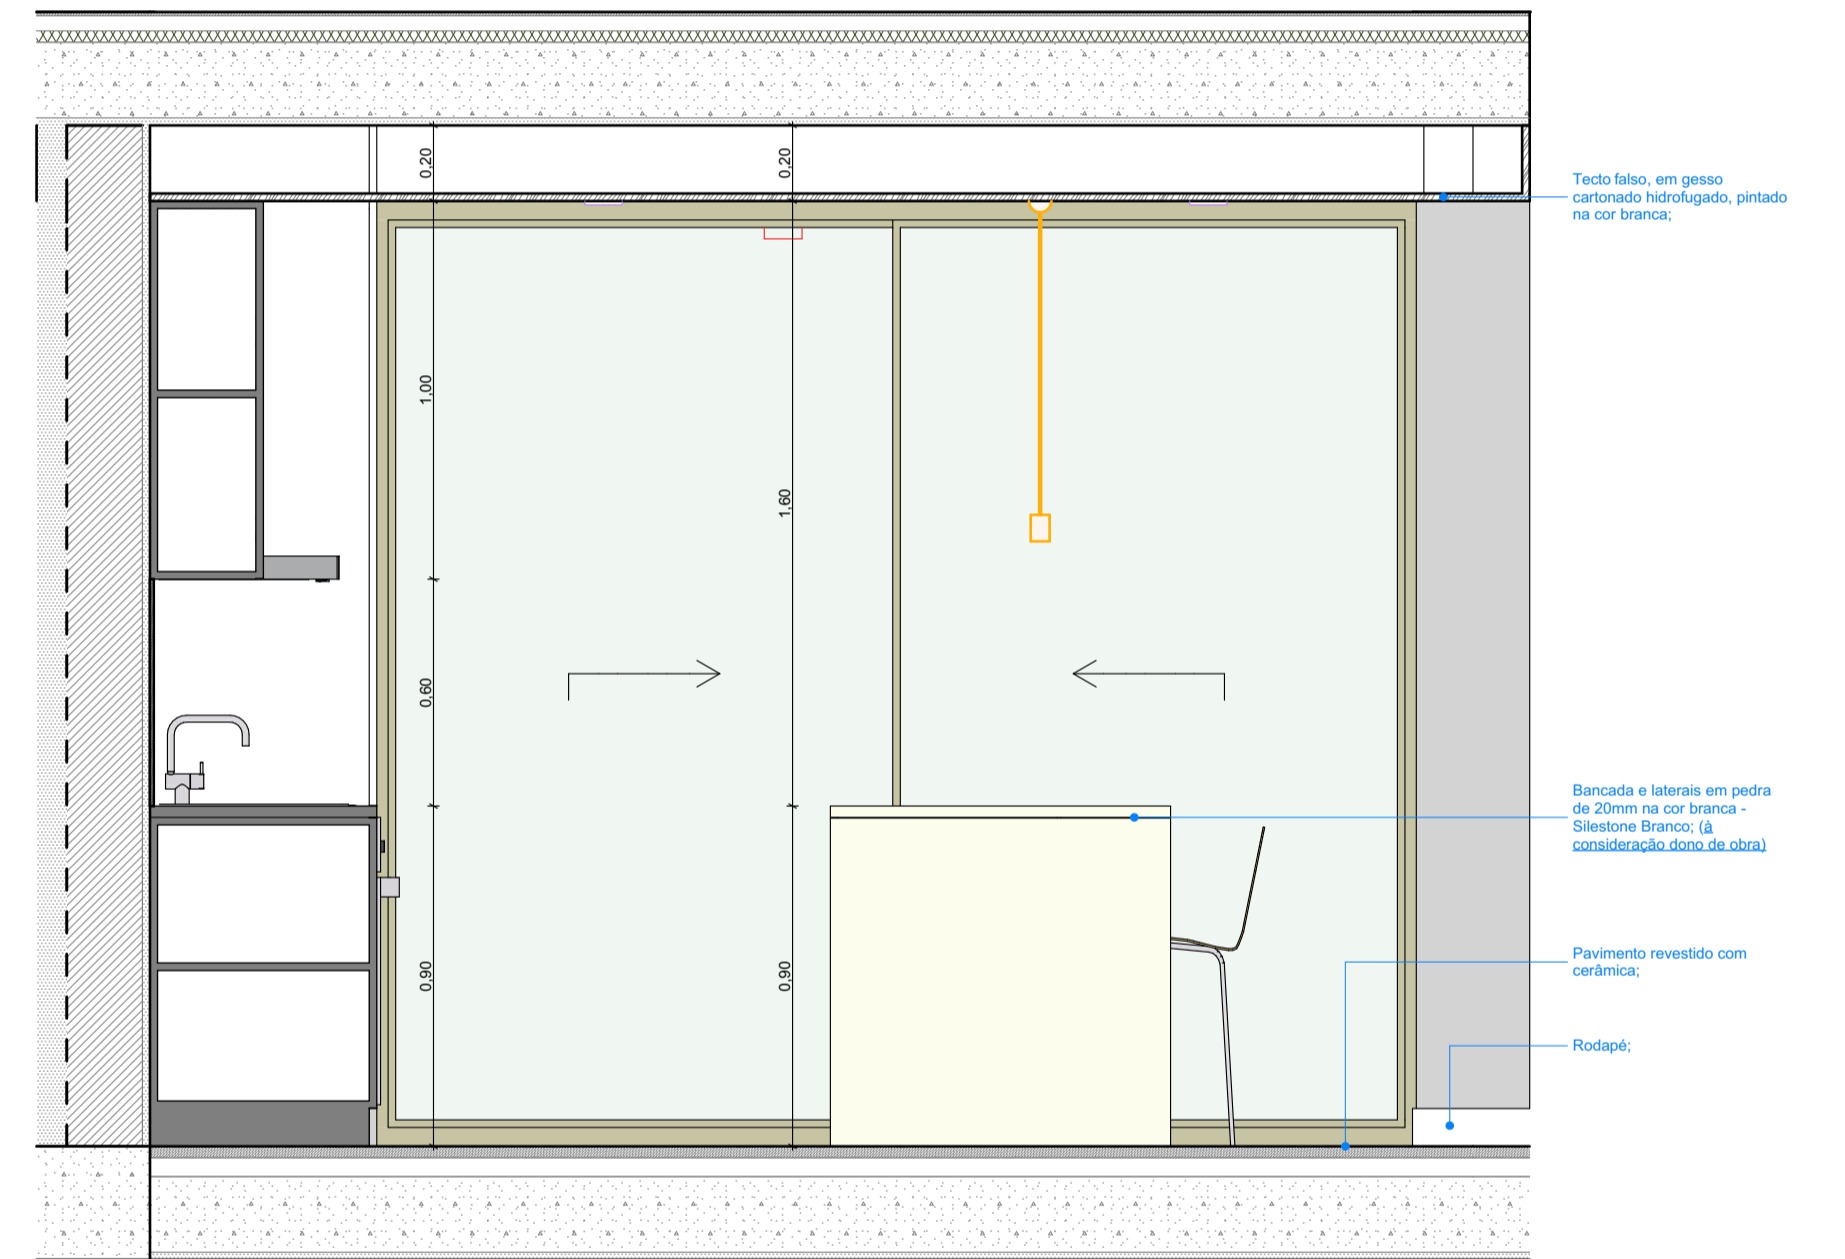 0,20
0,20
Tecto falso, em gesso
cartonado hidrofugado, pintado
na cor branca;
1,00
1,60
0,60
Bancada e laterais em pedra
de 20mm na cor branca -
Silestone Branco; (à
consideração dono de obra)
0,90
0,90
Pavimento revestido com
cerâmica;
Rodapé;